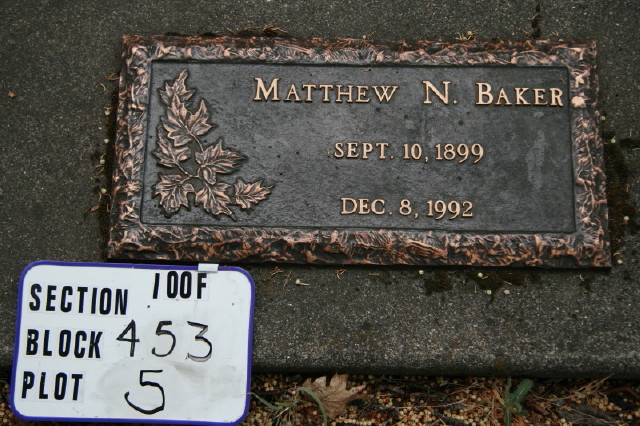 MATTHEW N. BAKER
SEPT. 10, 1899
DEC. 8, 1992
SECTION 100F
BLOCK 453
PLOT 5